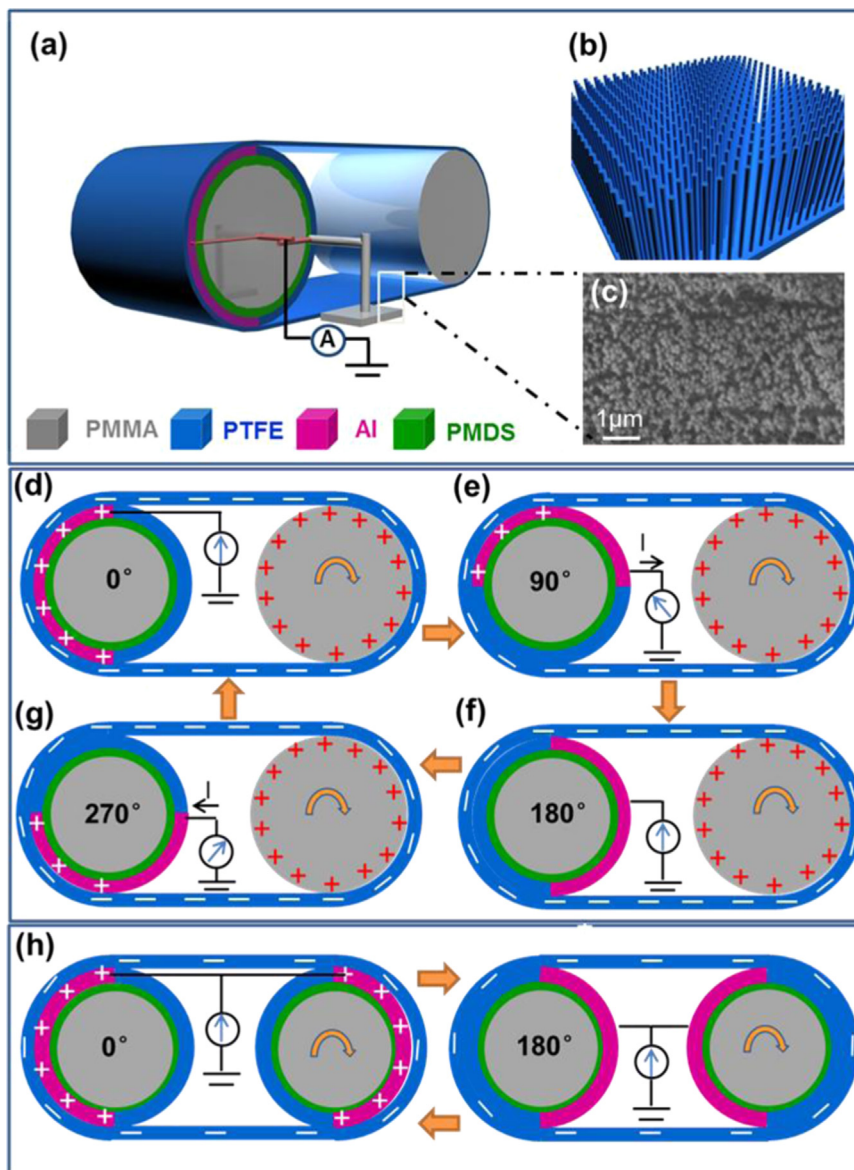 (a)
(b)
A
(c)
1μm
PMMA PTFE Al PMDS
(d)
0°
(e)
I
90°
(g)
I
270°
(f)
180°
(h)
0°
180°